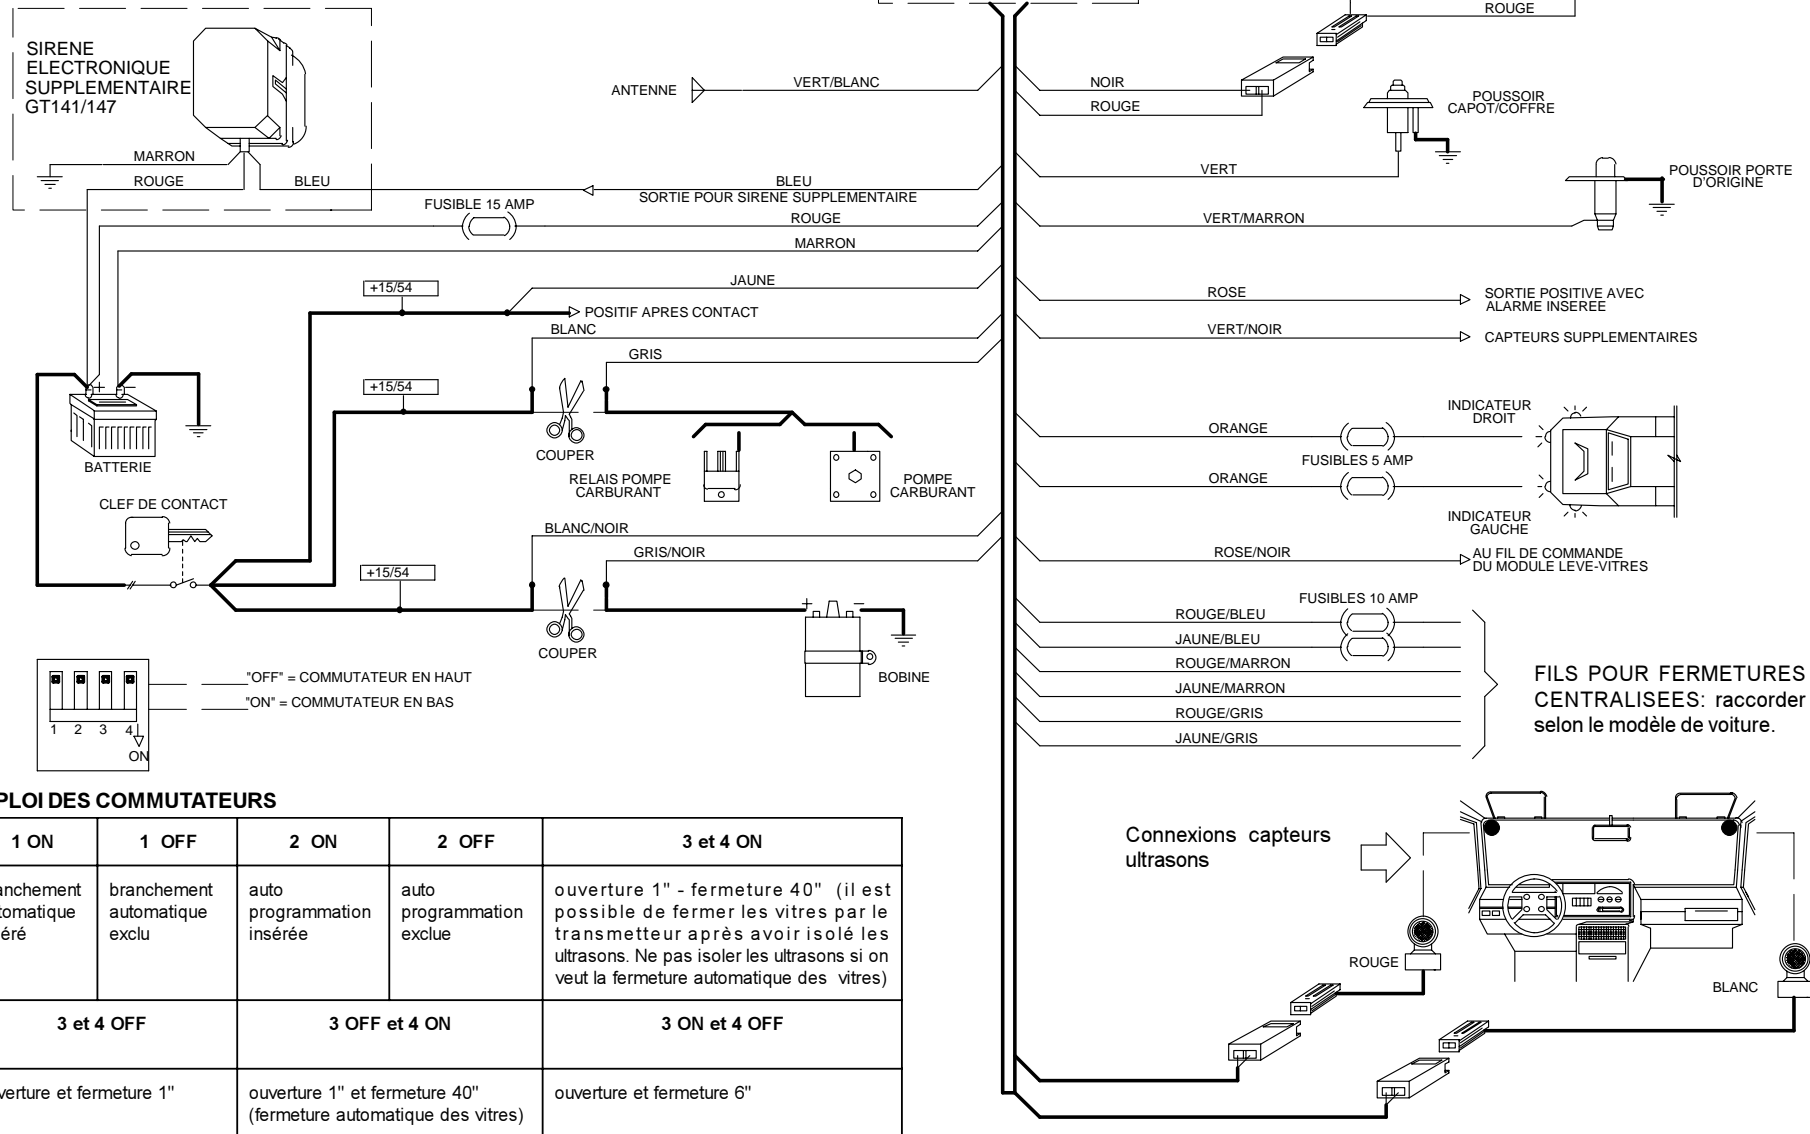 ROUGE
SIRENE
ELECTRONIQUE
SUPPLEMENTAIRE
GT141/147
MARRON
ROUGE
BLEU
ANTENNE
VERT/BLANC
BLEU
SORTIE POUR SIRENE SUPPLEMENTAIRE
FUSIBLE 15 AMP
ROUGE
MARRON
JAUNE
+15/54
POSITIF APRES CONTACT
BLANC
GRIS
+15/54
+ -
BATTERIE
COUPER
RELAIS POMPE
CARBURANT
POMPE
CARBURANT
CLEF DE CONTACT
BLANC/NOIR
GRIS/NOIR
+15/54
COUPER
+ -
BOBINE
"OFF" = COMMUTATEUR EN HAUT
"ON" = COMMUTATEUR EN BAS
1 2 3 4
ON
NOIR
ROUGE
POUSSOIR
CAPOT/COFFRE
VERT
POUSSOIR PORTE
D'ORIGINE
VERT/MARRON
ROSE
SORTIE POSITIVE AVEC
ALARME INSEREE
VERT/NOIR
CAPTEURS SUPPLEMENTAIRES
INDICATEUR
DROIT
ORANGE
FUSIBLES 5 AMP
ORANGE
INDICATEUR
GAUCHE
ROSE/NOIR
AU FIL DE COMMANDE
DU MODULE LEVE-VITRES
FUSIBLES 10 AMP
ROUGE/BLEU
JAUNE/BLEU
ROUGE/MARRON
JAUNE/MARRON
ROUGE/GRIS
JAUNE/GRIS
FILS POUR FERMETURES
CENTRALISEES: raccorder
selon le modèle de voiture.
PLOI DES COMMUTATEURS
1 ON
1 OFF
2 ON
2 OFF
3 et 4 ON
anchement
tomatique
éré
branchement
automatique
exclu
auto
programmation
insérée
auto
programmation
exclue
ouverture 1" - fermeture 40" (il est
possible de fermer les vitres par le
transmetteur après avoir isolé les
ultrasons. Ne pas isoler les ultrasons si on
veut la fermeture automatique des vitres)
3 et 4 OFF
3 OFF et 4 ON
3 ON et 4 OFF
verture et fermeture 1"
ouverture 1" et fermeture 40"
(fermeture automatique des vitres)
ouverture et fermeture 6"
Connexions capteurs
ultrasons
ROUGE
BLANC